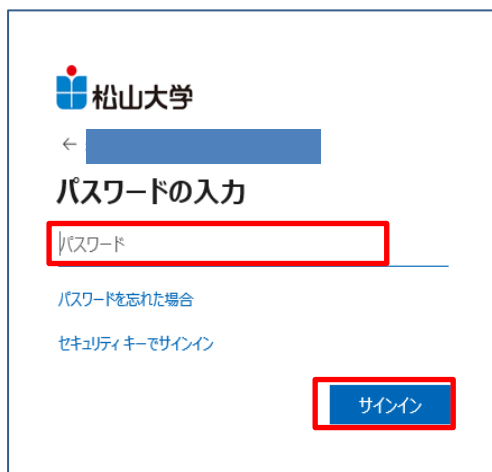 松山大学
←
パスワードの入力
パスワード
パスワードを忘れた場合
セキュリティ キーでサインイン
サインイン